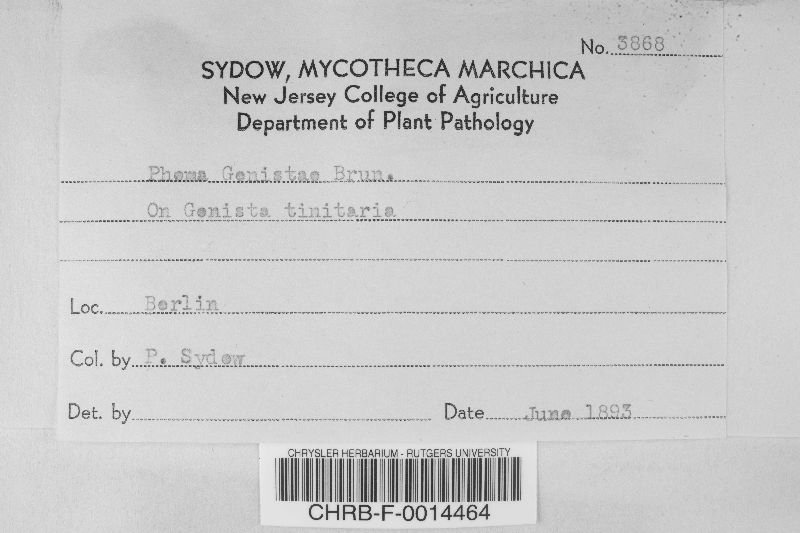 No. 3868
SYDOW, MYCOTHECA MARCHICA
New Jersey College of Agriculture
Department of Plant Pathology
Phoma Genistae Brun.
On Genista tinitaria
Loc. Berlin
Col. by P. Sydow
Det. by Date June 1893
CHRYSLER HERBARIUM - RUTGERS UNIVERSITY
CHRB-F-0014464